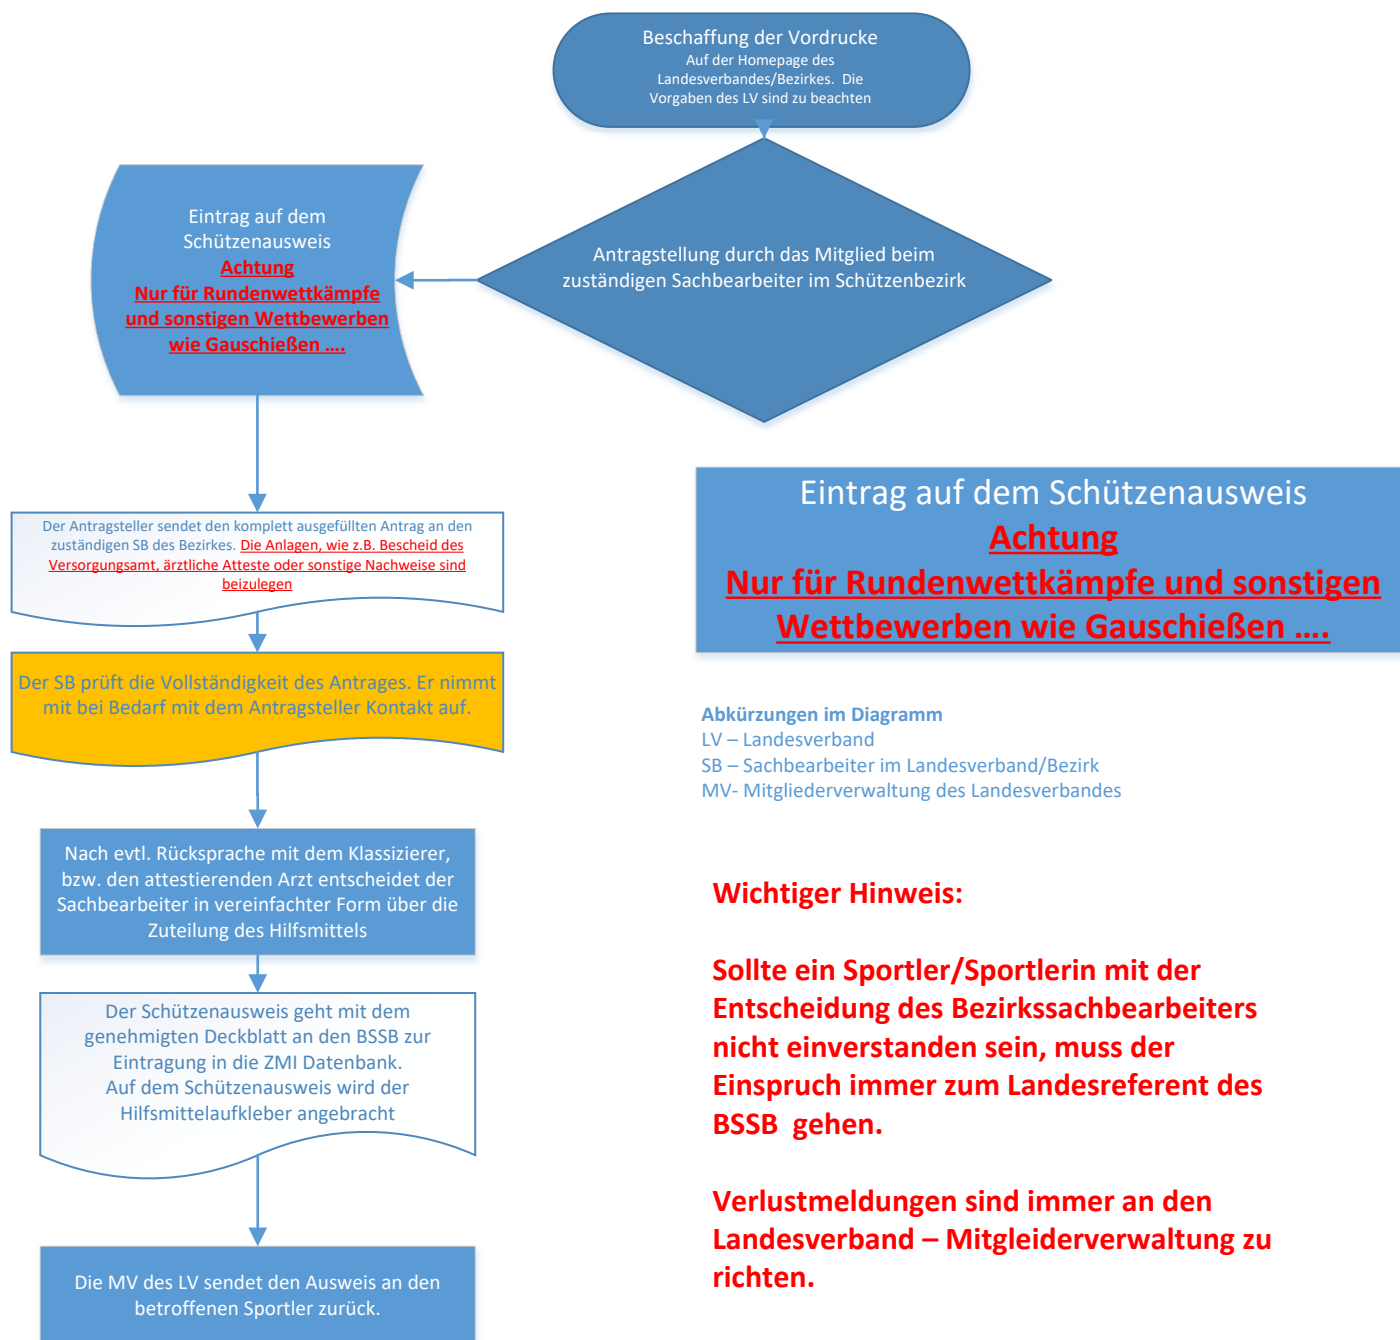 Beschaffung der Vordrucke
Auf der Homepage des
Landesverbandes/Bezirkes. Die
Vorgaben des LV sind zu beachten
Antragstellung durch das Mitglied beim
zuständigen Sachbearbeiter im Schützenbezirk
Eintrag auf dem
Schützenausweis
Achtung
Nur für Rundenwettkämpfe
und sonstigen Wettbewerben
wie Gauschießen ....
Der Antragsteller sendet den komplett ausgefüllten Antrag an den
zuständigen SB des Bezirkes. Die Anlagen, wie z.B. Bescheid des
Versorgungsamt, ärztliche Atteste oder sonstige Nachweise sind
beizulegen
Der SB prüft die Vollständigkeit des Antrages. Er nimmt
mit bei Bedarf mit dem Antragsteller Kontakt auf.
Nach evtl. Rücksprache mit dem Klassizierer,
bzw. den attestierenden Arzt entscheidet der
Sachbearbeiter in vereinfachter Form über die
Zuteilung des Hilfsmittels
Der Schützenausweis geht mit dem
genehmigten Deckblatt an den BSSB zur
Eintragung in die ZMI Datenbank.
Auf dem Schützenausweis wird der
Hilfsmittelaufkleber angebracht
Die MV des LV sendet den Ausweis an den
betroffenen Sportler zurück.
Eintrag auf dem Schützenausweis
Achtung
Nur für Rundenwettkämpfe und sonstigen
Wettbewerben wie Gauschießen ....
Abkürzungen im Diagramm
LV – Landesverband
SB – Sachbearbeiter im Landesverband/Bezirk
MV- Mitgliederverwaltung des Landesverbandes
Wichtiger Hinweis:
Sollte ein Sportler/Sportlerin mit der
Entscheidung des Bezirkssachbearbeiters
nicht einverstanden sein, muss der
Einspruch immer zum Landesreferent des
BSSB  gehen.
Verlustmeldungen sind immer an den
Landesverband – Mitgleiderverwaltung zu
richten.